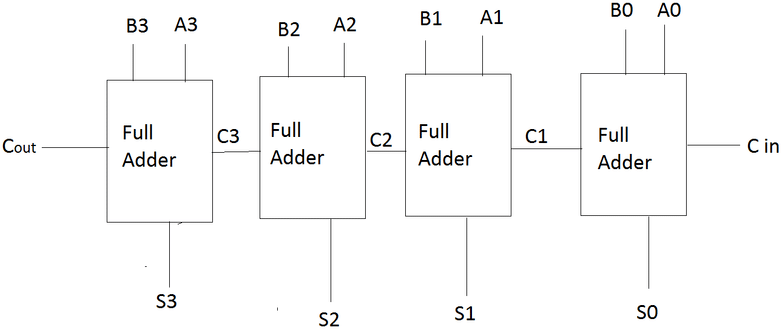 B3 A3 B2 A2 B1 A1 B0 A0
Cout Full Adder C3 Full Adder C2 Full Adder C1 Full Adder C in
S3 S2 S1 S0